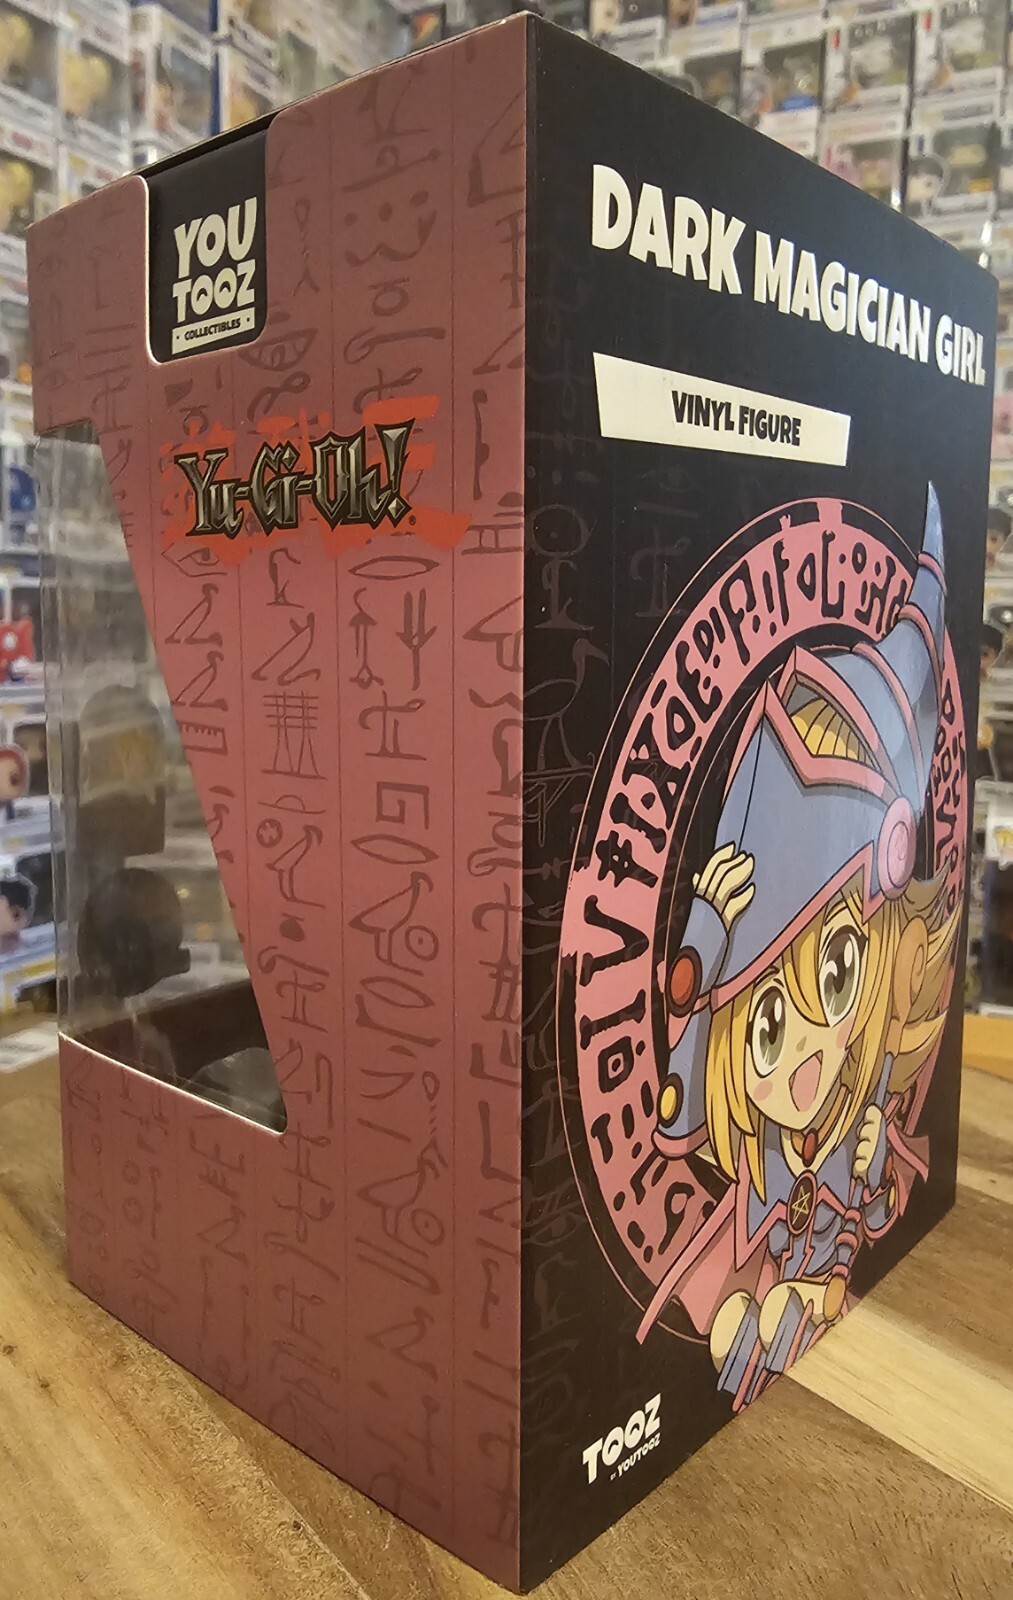 YOU
TOOZ
• COLLECTIBLES •
Yu-Gi-Oh!
DARK MAGICIAN GIRL
VINYL FIGURE
TOOZ
BY YOUTOOZ